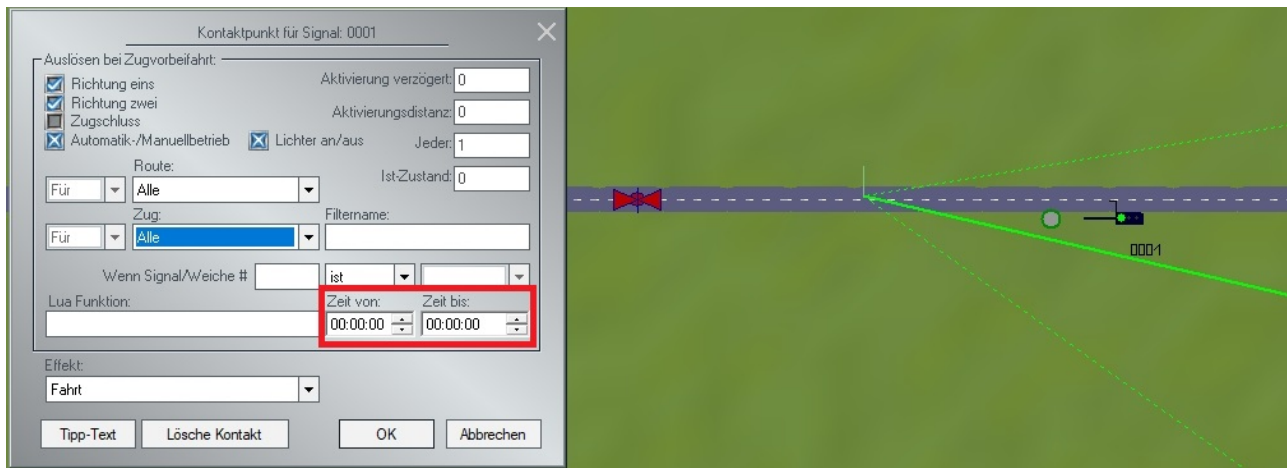 Kontaktpunkt für Signal: 0001
Auslösen bei Zugvorbeifahrt:
Richtung eins
Aktivierung verzögert: 0
Richtung zwei
Aktivierungsdistanz: 0
Zugschluss
Automatik-/Manuellbetrieb
Lichter an/aus
Jeder: 1
Route:
Ist-Zustand: 0
Für
Alle
Zug:
Filtername:
Für
Alle
Wenn Signal/Weiche #
ist
Lua Funktion:
Zeit von:
Zeit bis:
00:00:00
00:00:00
Effekt:
Fahrt
Tipp-Text
Lösche Kontakt
OK
Abbrechen
0001